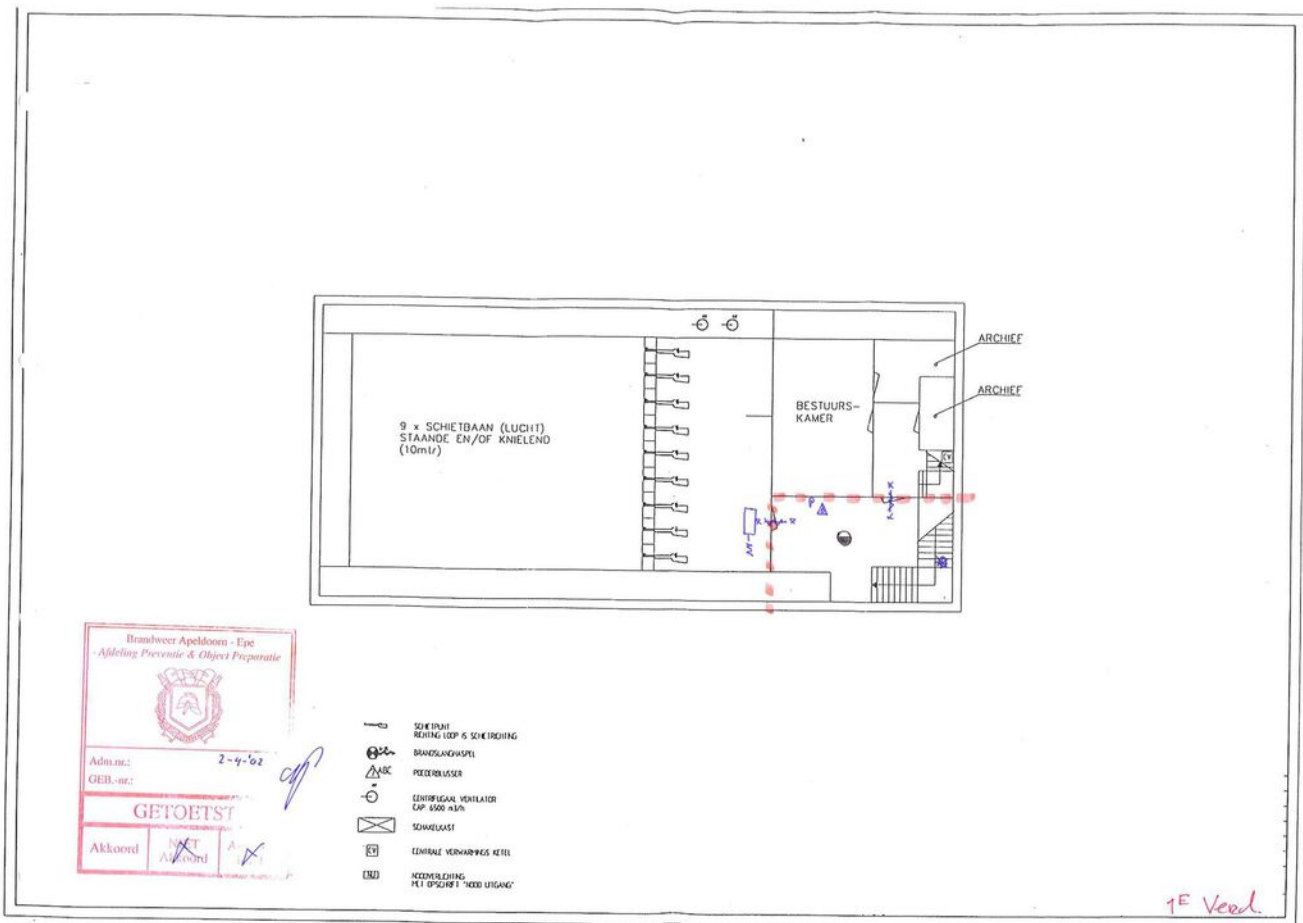 ARCHIEF
ARCHIEF
BESTUURS-
KAMER
9 x SCHIETBAAN (LUCHT)
STAANDE EN/OF KNIELEND
(10mtr)
CV
P
Brandweer Apeldoorn - Epe
- Afdeling Preventie & Object Preparatie
Adm.nr.: 2-4-'02
GEB.-nr.:
GETOETST
Akkoord
NIET
Akkoord
SCHIETPUNT
RICHTING LOOP IS SCHIETRICHTING
BRANDSLANGHASPEL
ABC POEDERBLUSSER
CENTRIFUGAAL VENTILATOR
CAP. 6500 m3/h
SCHAKELKAST
CV CENTRALE VERWARMINGS KETEL
NU NOODVERLICHTING
MET OPSCHRIFT "NOOD UITGANG"
1E Verd.